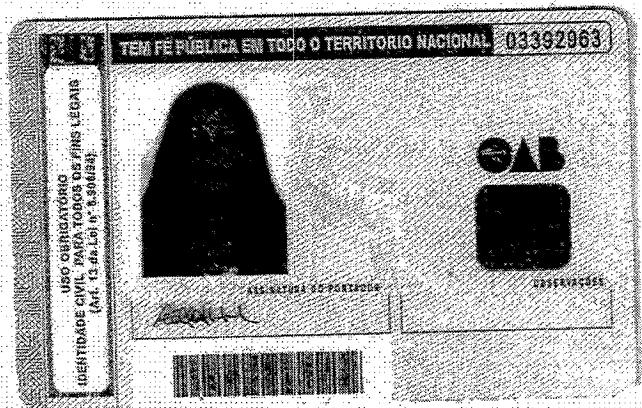 TEM FÉ PÚBLICA EM TODO O TERRITORIO NACIONAL 03392963
USO OBRIGATÓRIO
IDENTIDADE CIVIL PARA TODOS OS FINS LEGAIS
(Art. 13 da Lei nº 8.906/94)
OAB
ASSINATURA DO PORTADOR
OBSERVAÇÕES